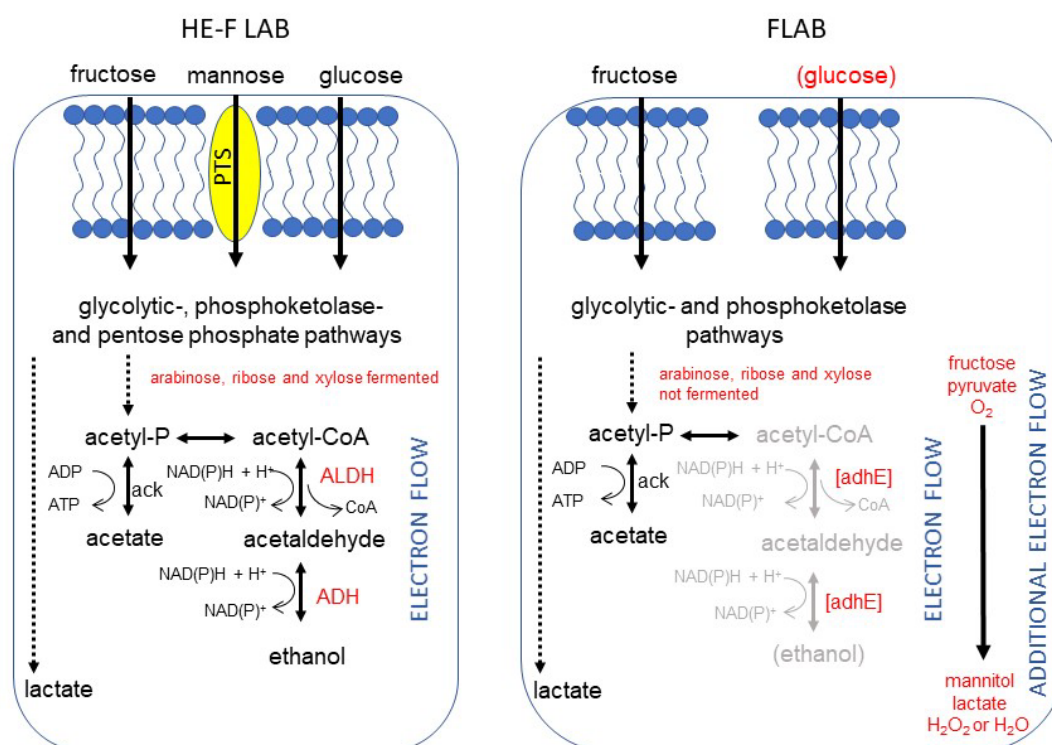 HE-F LAB
fructose
mannose
glucose
PTS
glycolytic-, phosphoketolase-
and pentose phosphate pathways
arabinose, ribose and xylose fermented
acetyl-P
acetyl-CoA
ADP
ATP
ack
NAD(P)H + H⁺
NAD(P)⁺
ALDH
CoA
acetate
acetaldehyde
NAD(P)H + H⁺
NAD(P)⁺
ADH
ethanol
lactate
ELECTRON FLOW
FLAB
fructose
(glucose)
glycolytic- and phosphoketolase
pathways
arabinose, ribose and xylose
not fermented
acetyl-P
acetyl-CoA
ADP
ATP
ack
NAD(P)H + H⁺
NAD(P)⁺
[adhE]
CoA
acetate
acetaldehyde
NAD(P)H + H⁺
NAD(P)⁺
[adhE]
(ethanol)
lactate
ELECTRON FLOW
fructose
pyruvate
O₂
mannitol
lactate
H₂O₂ or H₂O
ADDITIONAL ELECTRON FLOW